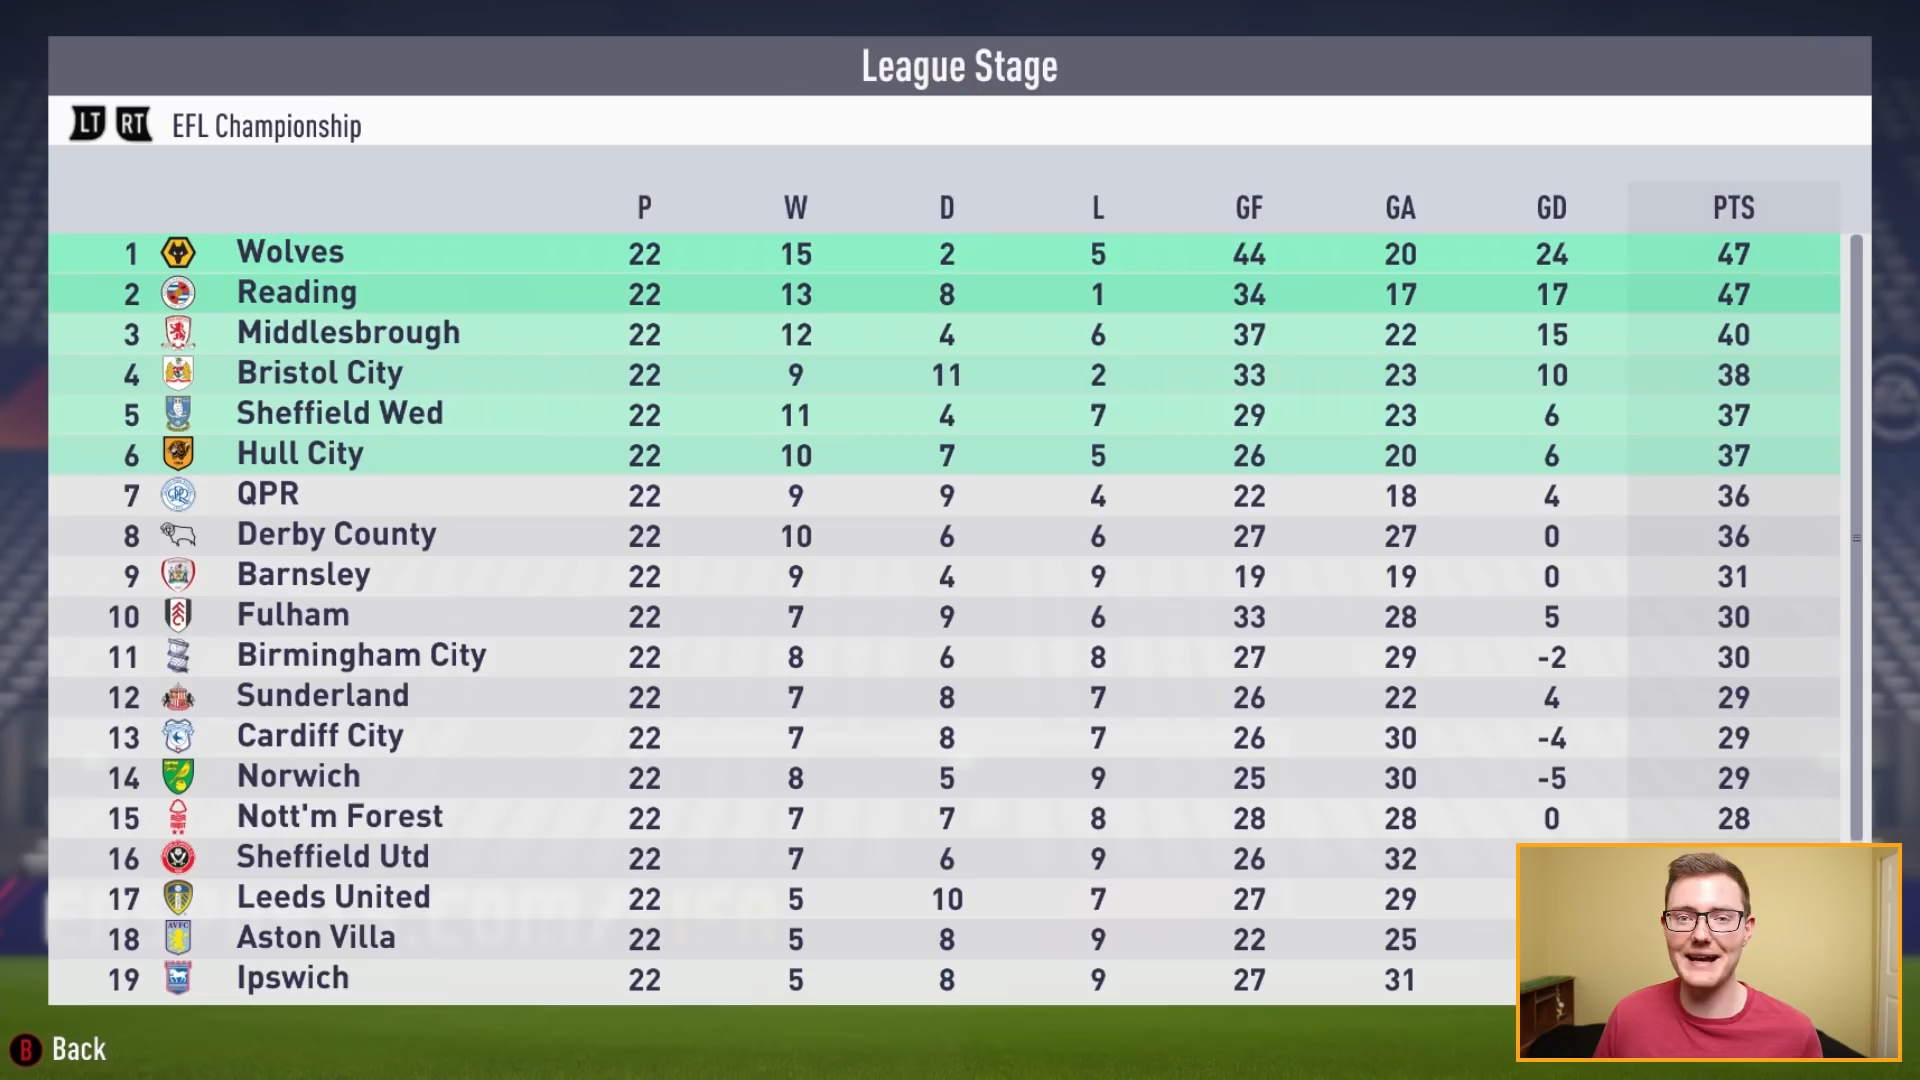 League Stage
LT RT EFL Championship
P W D L GF GA GD PTS
1 Wolves 22 15 2 5 44 20 24 47
2 Reading 22 13 8 1 34 17 17 47
3 Middlesbrough 22 12 4 6 37 22 15 40
4 Bristol City 22 9 11 2 33 23 10 38
5 Sheffield Wed 22 11 4 7 29 23 6 37
6 Hull City 22 10 7 5 26 20 6 37
7 QPR 22 9 9 4 22 18 4 36
8 Derby County 22 10 6 6 27 27 0 36
9 Barnsley 22 9 4 9 19 19 0 31
10 Fulham 22 7 9 6 33 28 5 30
11 Birmingham City 22 8 6 8 27 29 -2 30
12 Sunderland 22 7 8 7 26 22 4 29
13 Cardiff City 22 7 8 7 26 30 -4 29
14 Norwich 22 8 5 9 25 30 -5 29
15 Nott'm Forest 22 7 7 8 28 28 0 28
16 Sheffield Utd 22 7 6 9 26 32
17 Leeds United 22 5 10 7 27 29
18 Aston Villa 22 5 8 9 22 25
19 Ipswich 22 5 8 9 27 31
B Back